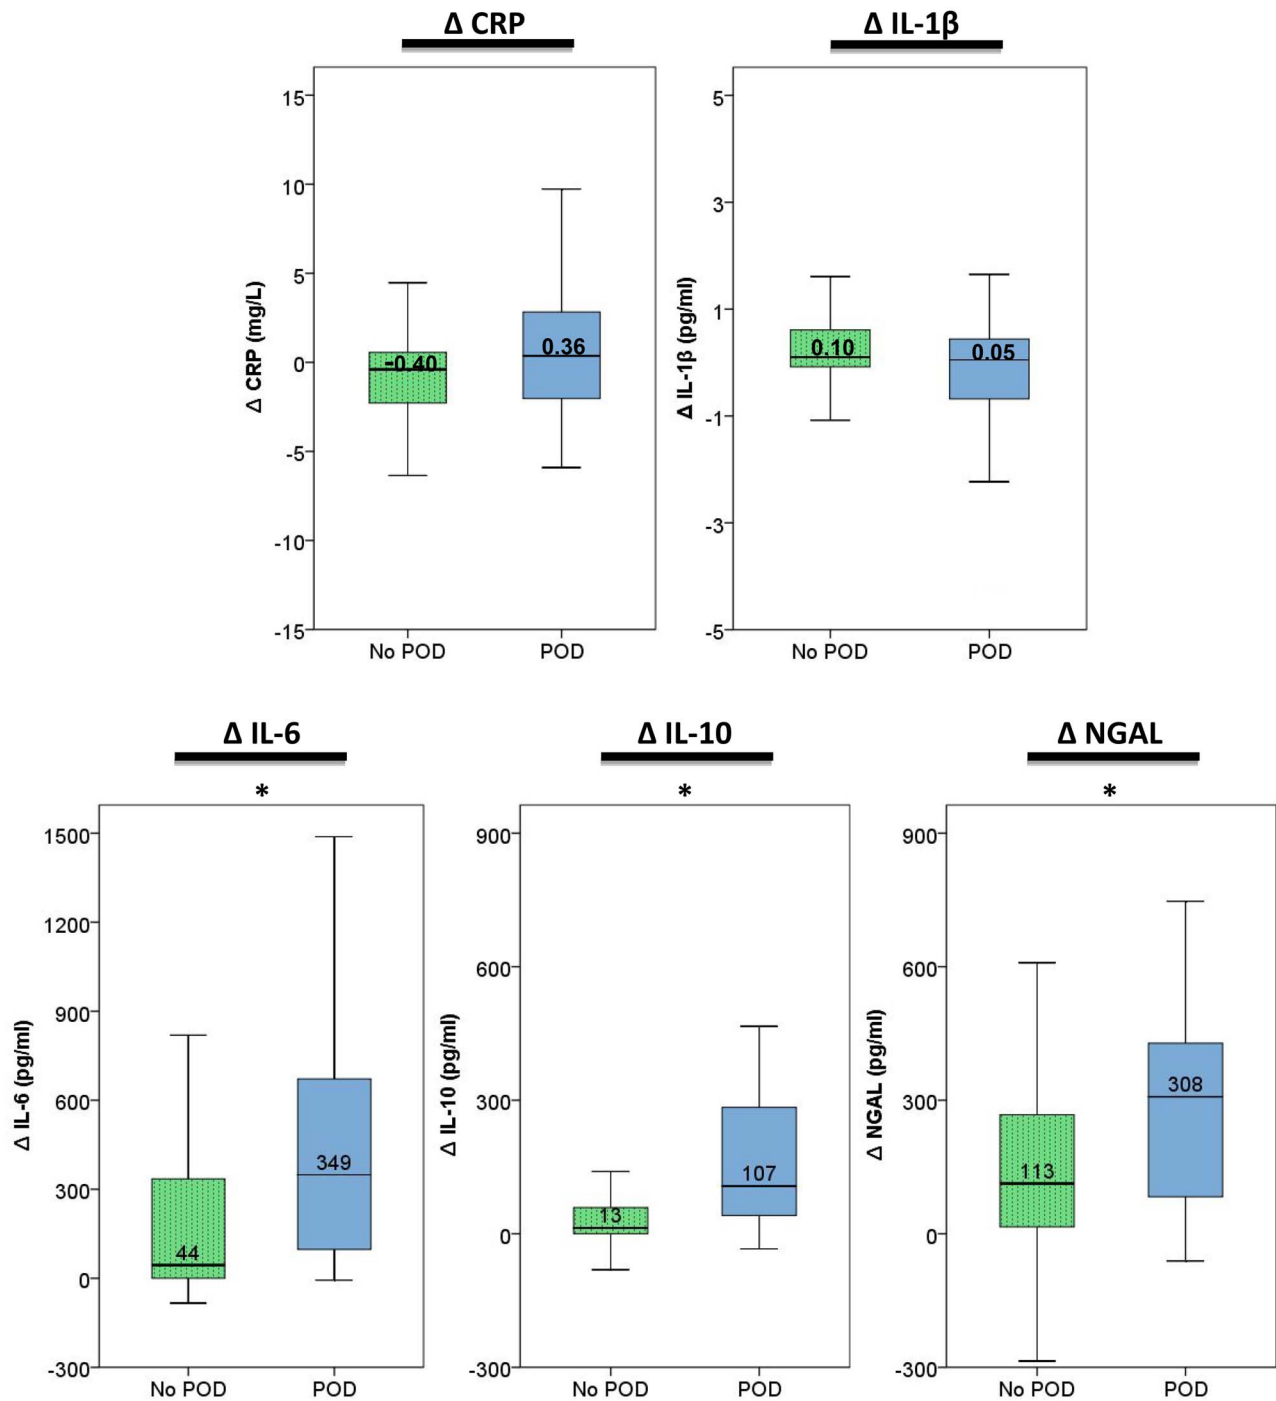 Δ CRP
Δ CRP (mg/L)
15
10
5
0
-5
-10
-15
-0.40
0.36
No POD
POD
Δ IL-1β
Δ IL-1β (pg/ml)
5
3
1
-1
-3
-5
0.10
0.05
No POD
POD
Δ IL-6
*
Δ IL-6 (pg/ml)
1500
1200
900
600
300
0
-300
44
349
No POD
POD
Δ IL-10
*
Δ IL-10 (pg/ml)
900
600
300
0
-300
13
107
No POD
POD
Δ NGAL
*
Δ NGAL (pg/ml)
900
600
300
0
-300
113
308
No POD
POD